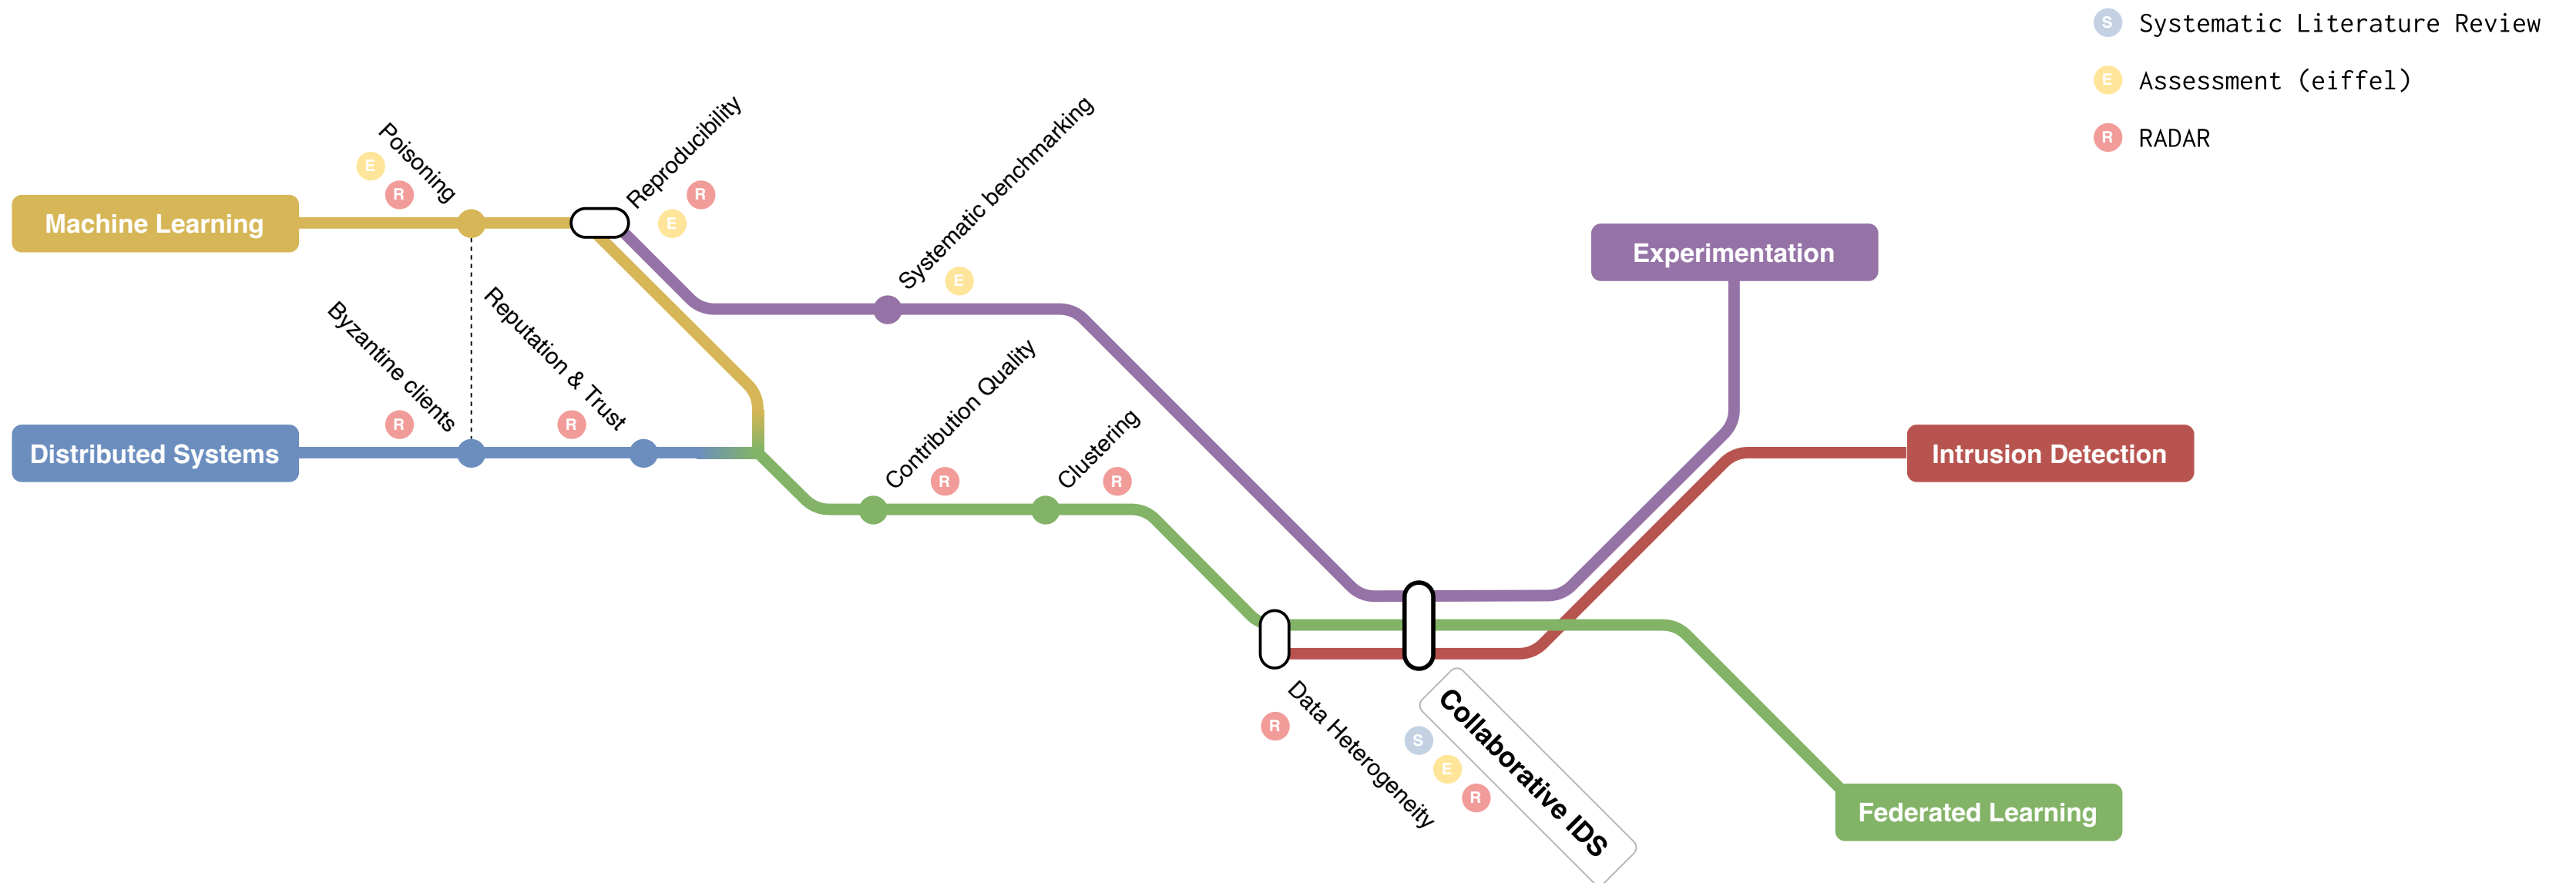 S Systematic Literature Review
E Assessment (eiffel)
R RADAR
Poisoning
E
R
Reproducibility
R
E
Systematic benchmarking
E
Machine Learning
Experimentation
Byzantine clients
R
Reputation & Trust
R
Contribution Quality
R
Clustering
R
Distributed Systems
Intrusion Detection
Data Heterogeneity
R
Collaborative IDS
S
E
R
Federated Learning